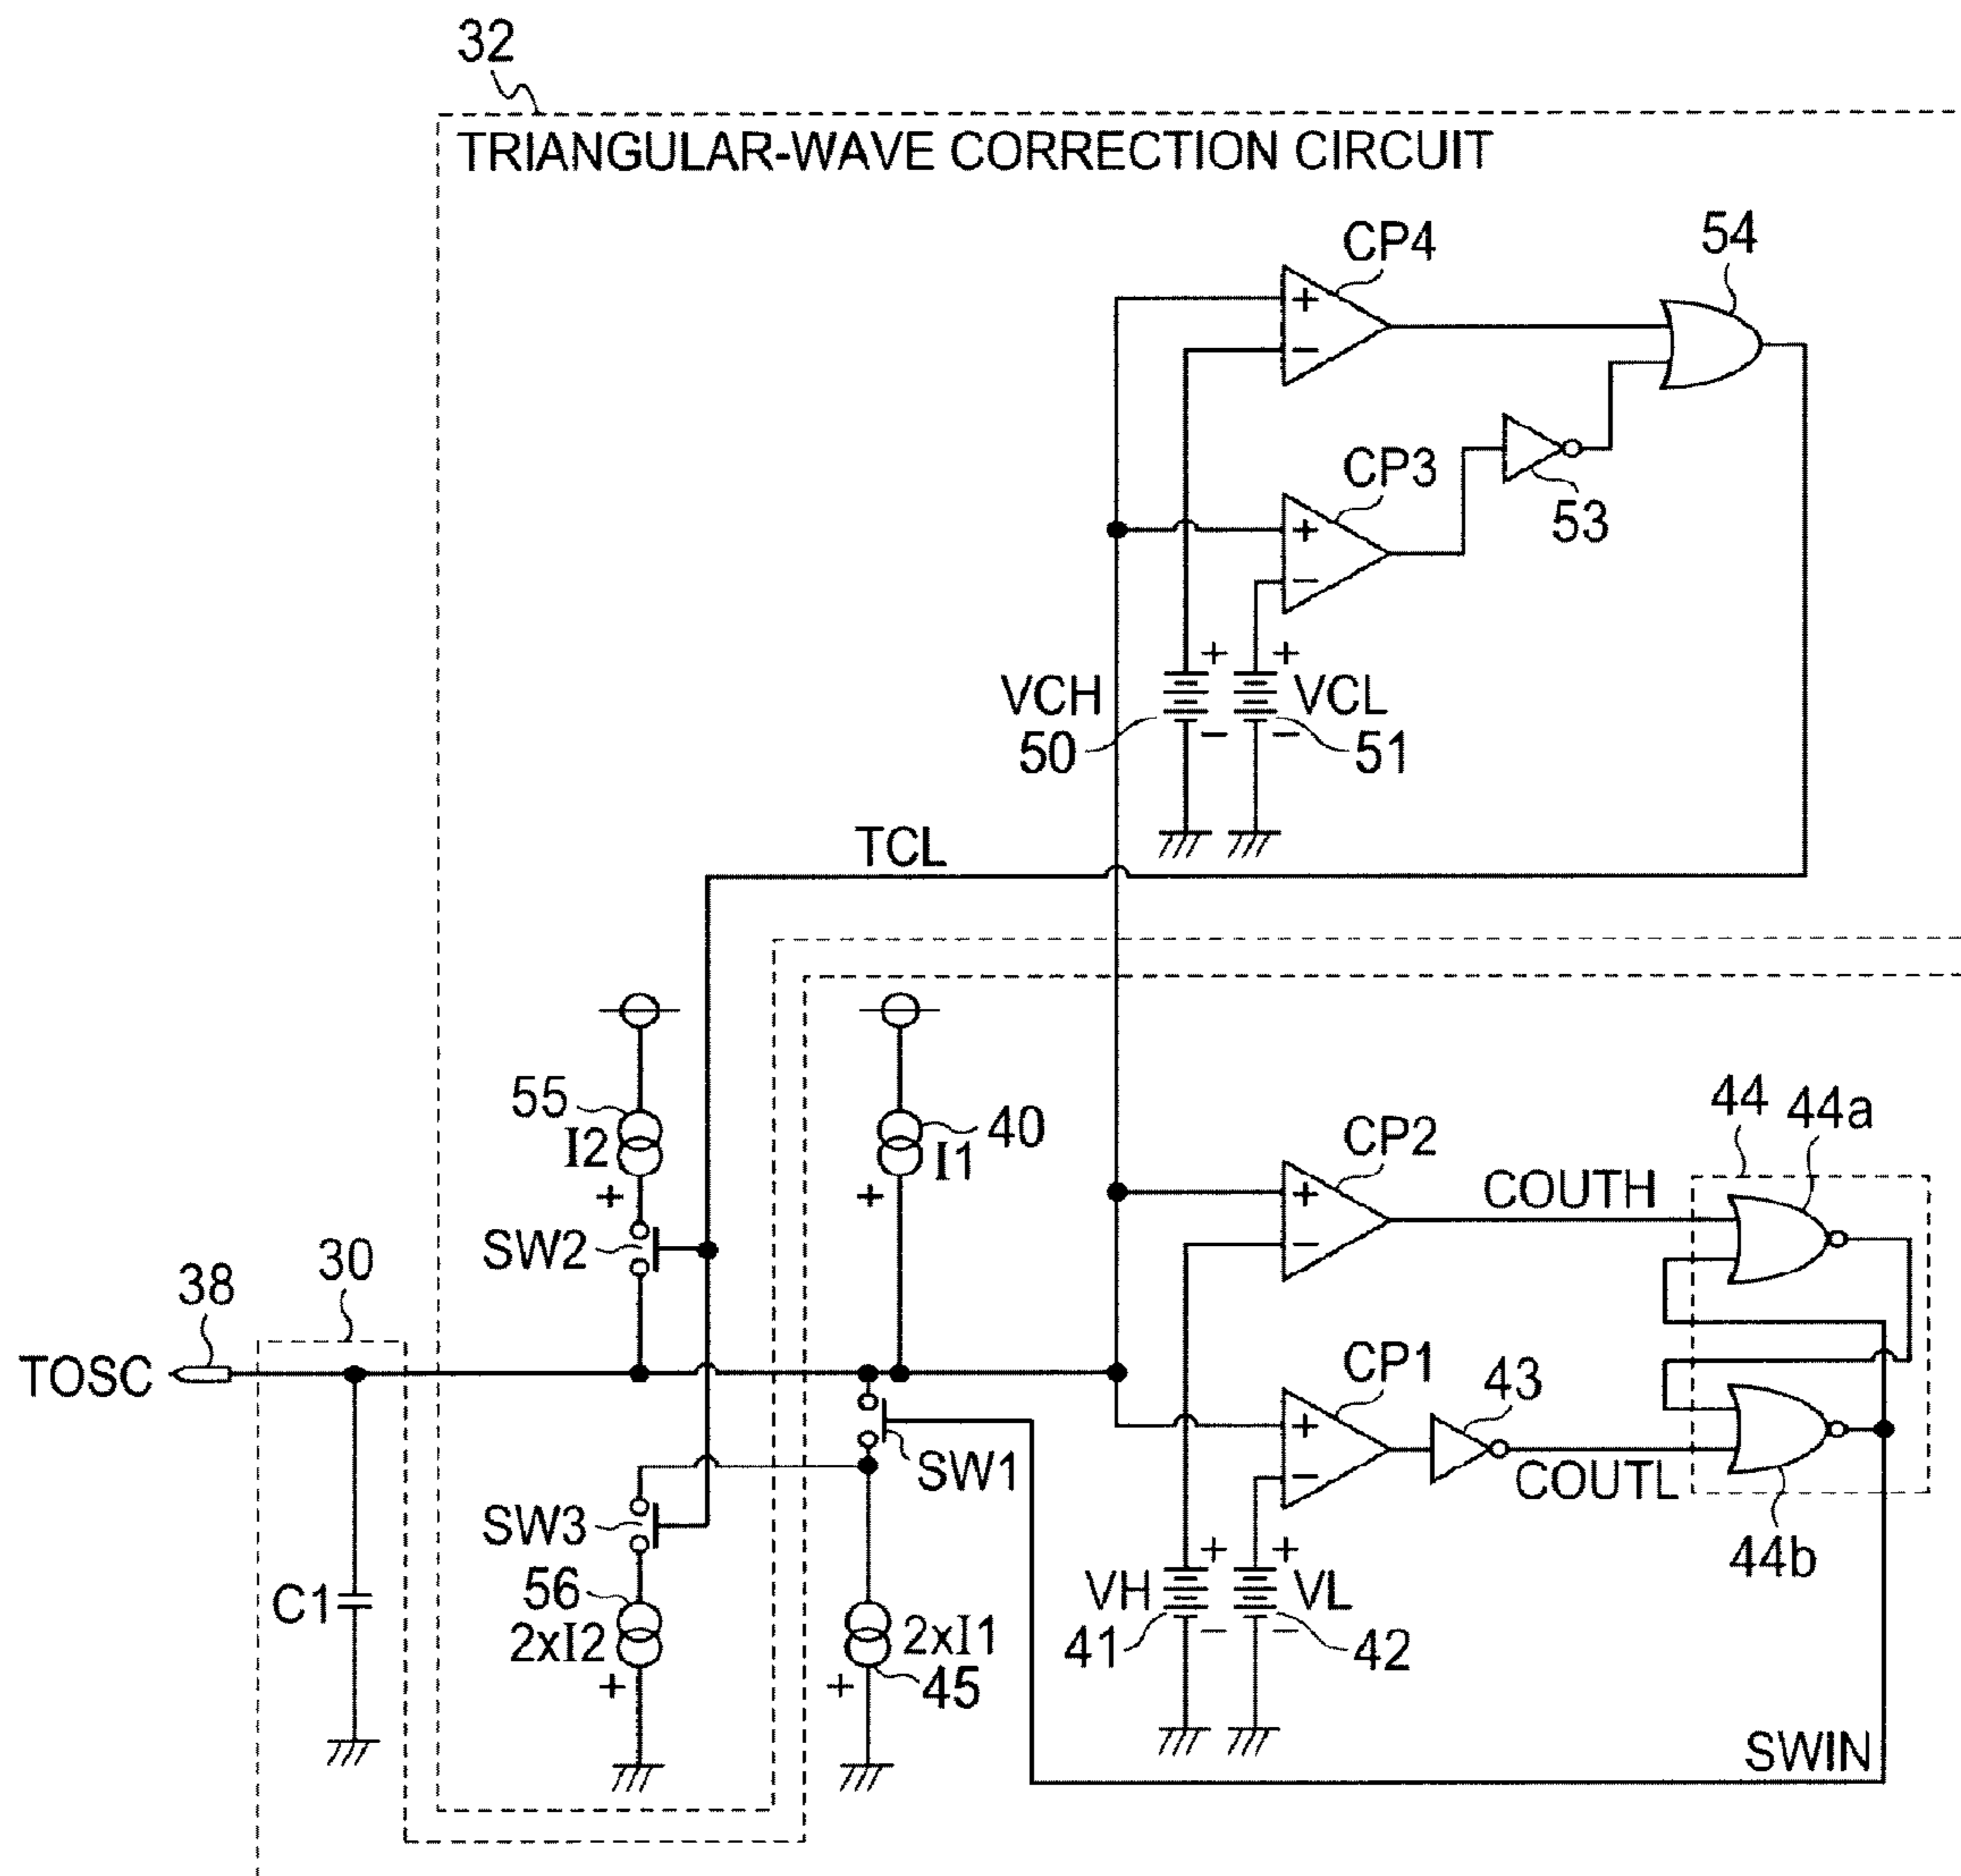 32
TRIANGULAR-WAVE CORRECTION CIRCUIT
CP4
54
+
−
CP3
53
+
−
+
+
VCH
VCL
50
−
−
51
TCL
55
I2
+
40
I1
+
CP2
44
44a
COUTH
+
−
SW2
30
38
TOSC
CP1
43
+
−
SW1
COUTL
SW3
44b
C1
56
2xI2
+
2xI1
45
+
+
+
VH
VL
41
−
−
42
SWIN